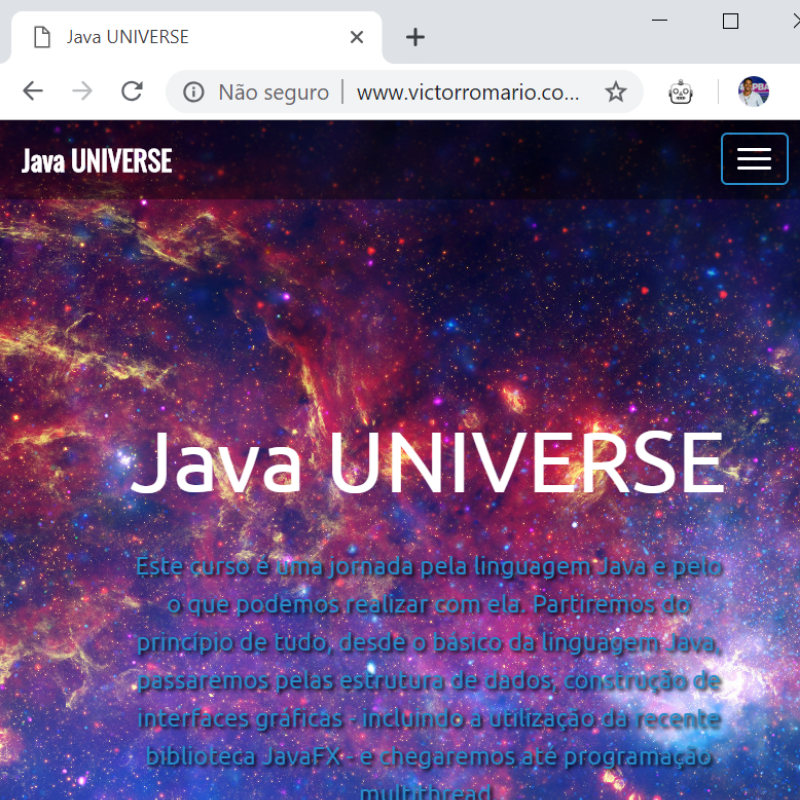 Java UNIVERSE
Não seguro | www.victorromario.co...
Java UNIVERSE
Java UNIVERSE
Este curso é uma jornada pela linguagem Java e pelo
o que podemos realizar com ela. Partiremos do
princípio de tudo, desde o básico da linguagem Java,
passaremos pelas estrutura de dados, construção de
interfaces gráficas - incluindo a utilização da recente
biblioteca JavaFX - e chegaremos até programação
multithread